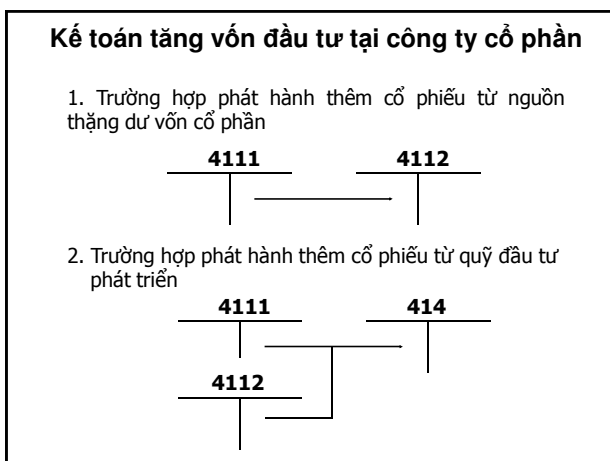 Kế toán tăng vốn đầu tư tại công ty cổ phần
1. Trường hợp phát hành thêm cổ phiếu từ nguồn
thặng dư vốn cổ phần
4111 4112
2. Trường hợp phát hành thêm cổ phiếu từ quỹ đầu tư
phát triển
4111 414
4112